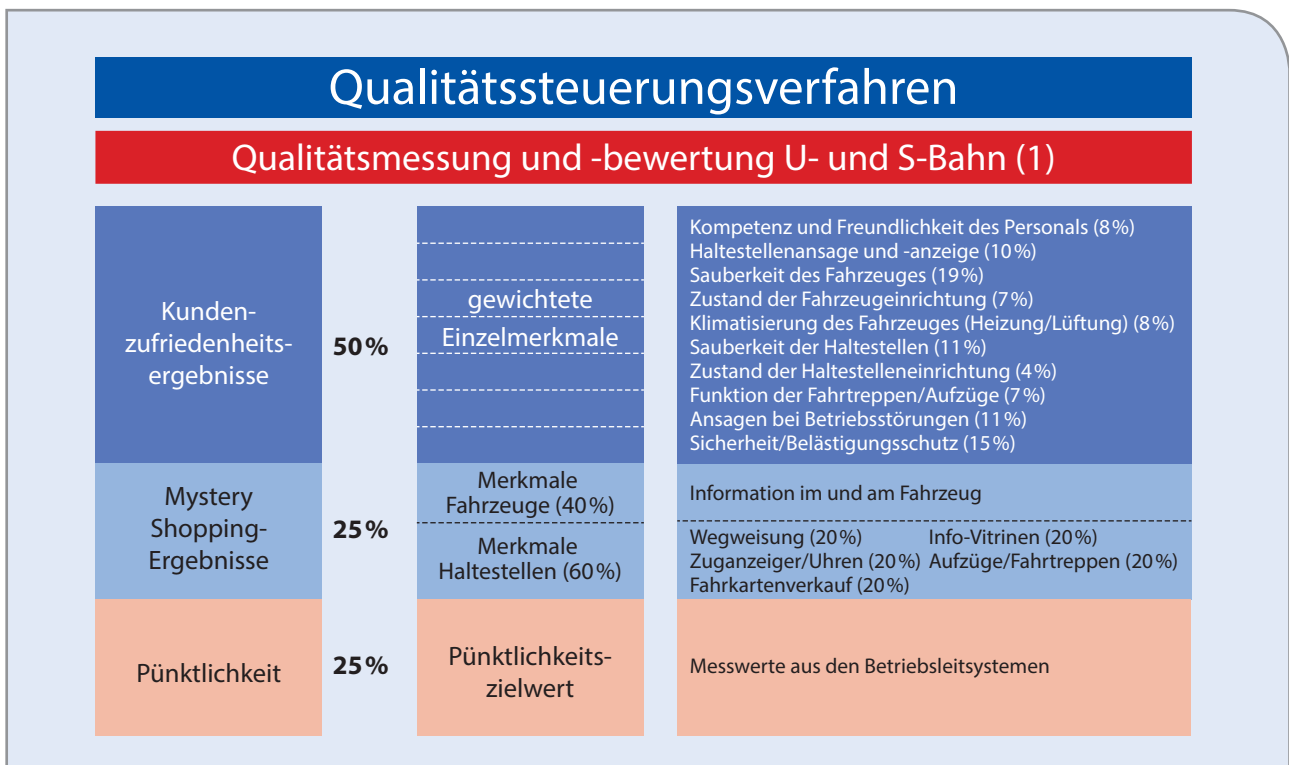 Qualitätssteuerungsverfahren
Qualitätsmessung und -bewertung U- und S-Bahn (1)
Kunden-
zufriedenheits-
ergebnisse
50%
gewichtete
Einzelmerkmale
Kompetenz und Freundlichkeit des Personals (8%)
Haltestellenansage und -anzeige (10%)
Sauberkeit des Fahrzeuges (19%)
Zustand der Fahrzeugeinrichtung (7%)
Klimatisierung des Fahrzeuges (Heizung/Lüftung) (8%)
Sauberkeit der Haltestellen (11%)
Zustand der Haltestelleneinrichtung (4%)
Funktion der Fahrtreppen/Aufzüge (7%)
Ansagen bei Betriebsstörungen (11%)
Sicherheit/Belästigungsschutz (15%)
Mystery
Shopping-
Ergebnisse
25%
Merkmale
Fahrzeuge (40%)
Information im und am Fahrzeug
Merkmale
Haltestellen (60%)
Wegweisung (20%) Info-Vitrinen (20%)
Zuganzeiger/Uhren (20%) Aufzüge/Fahrtreppen (20%)
Fahrkartenverkauf (20%)
Pünktlichkeit
25%
Pünktlichkeits-
zielwert
Messwerte aus den Betriebsleitsystemen